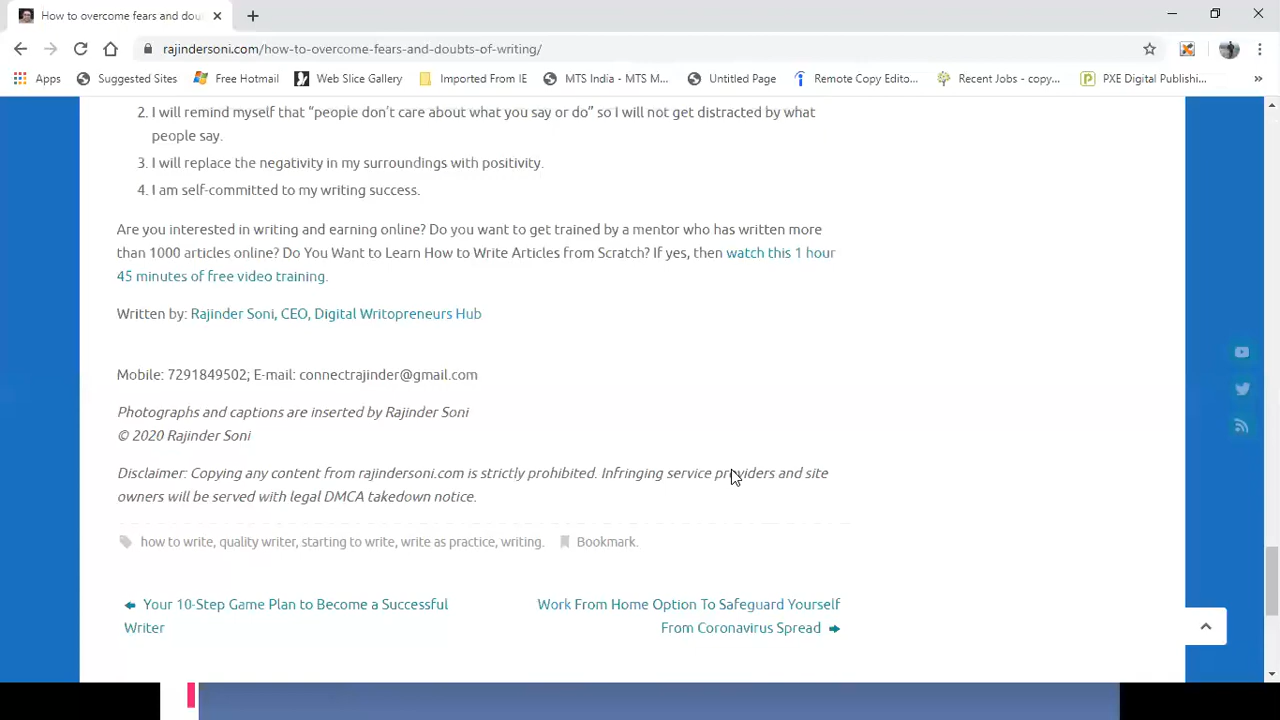 How to overcome fears and dou
rajindersoni.com/how-to-overcome-fears-and-doubts-of-writing/
Apps Suggested Sites Free Hotmail Web Slice Gallery Imported From IE MTS India - MTS M... Untitled Page Remote Copy Edito... Recent Jobs - copy... PXE Digital Publishi... »
2. I will remind myself that “people don’t care about what you say or do” so I will not get distracted by what
people say.
3. I will replace the negativity in my surroundings with positivity.
4. I am self-committed to my writing success.
Are you interested in writing and earning online? Do you want to get trained by a mentor who has written more
than 1000 articles online? Do You Want to Learn How to Write Articles from Scratch? If yes, then watch this 1 hour
45 minutes of free video training.
Written by: Rajinder Soni, CEO, Digital Writopreneurs Hub
Mobile: 7291849502; E-mail: connectrajinder@gmail.com
Photographs and captions are inserted by Rajinder Soni
© 2020 Rajinder Soni
Disclaimer: Copying any content from rajindersoni.com is strictly prohibited. Infringing service providers and site
owners will be served with legal DMCA takedown notice.
how to write, quality writer, starting to write, write as practice, writing. Bookmark.
Your 10-Step Game Plan to Become a Successful
Writer
Work From Home Option To Safeguard Yourself
From Coronavirus Spread